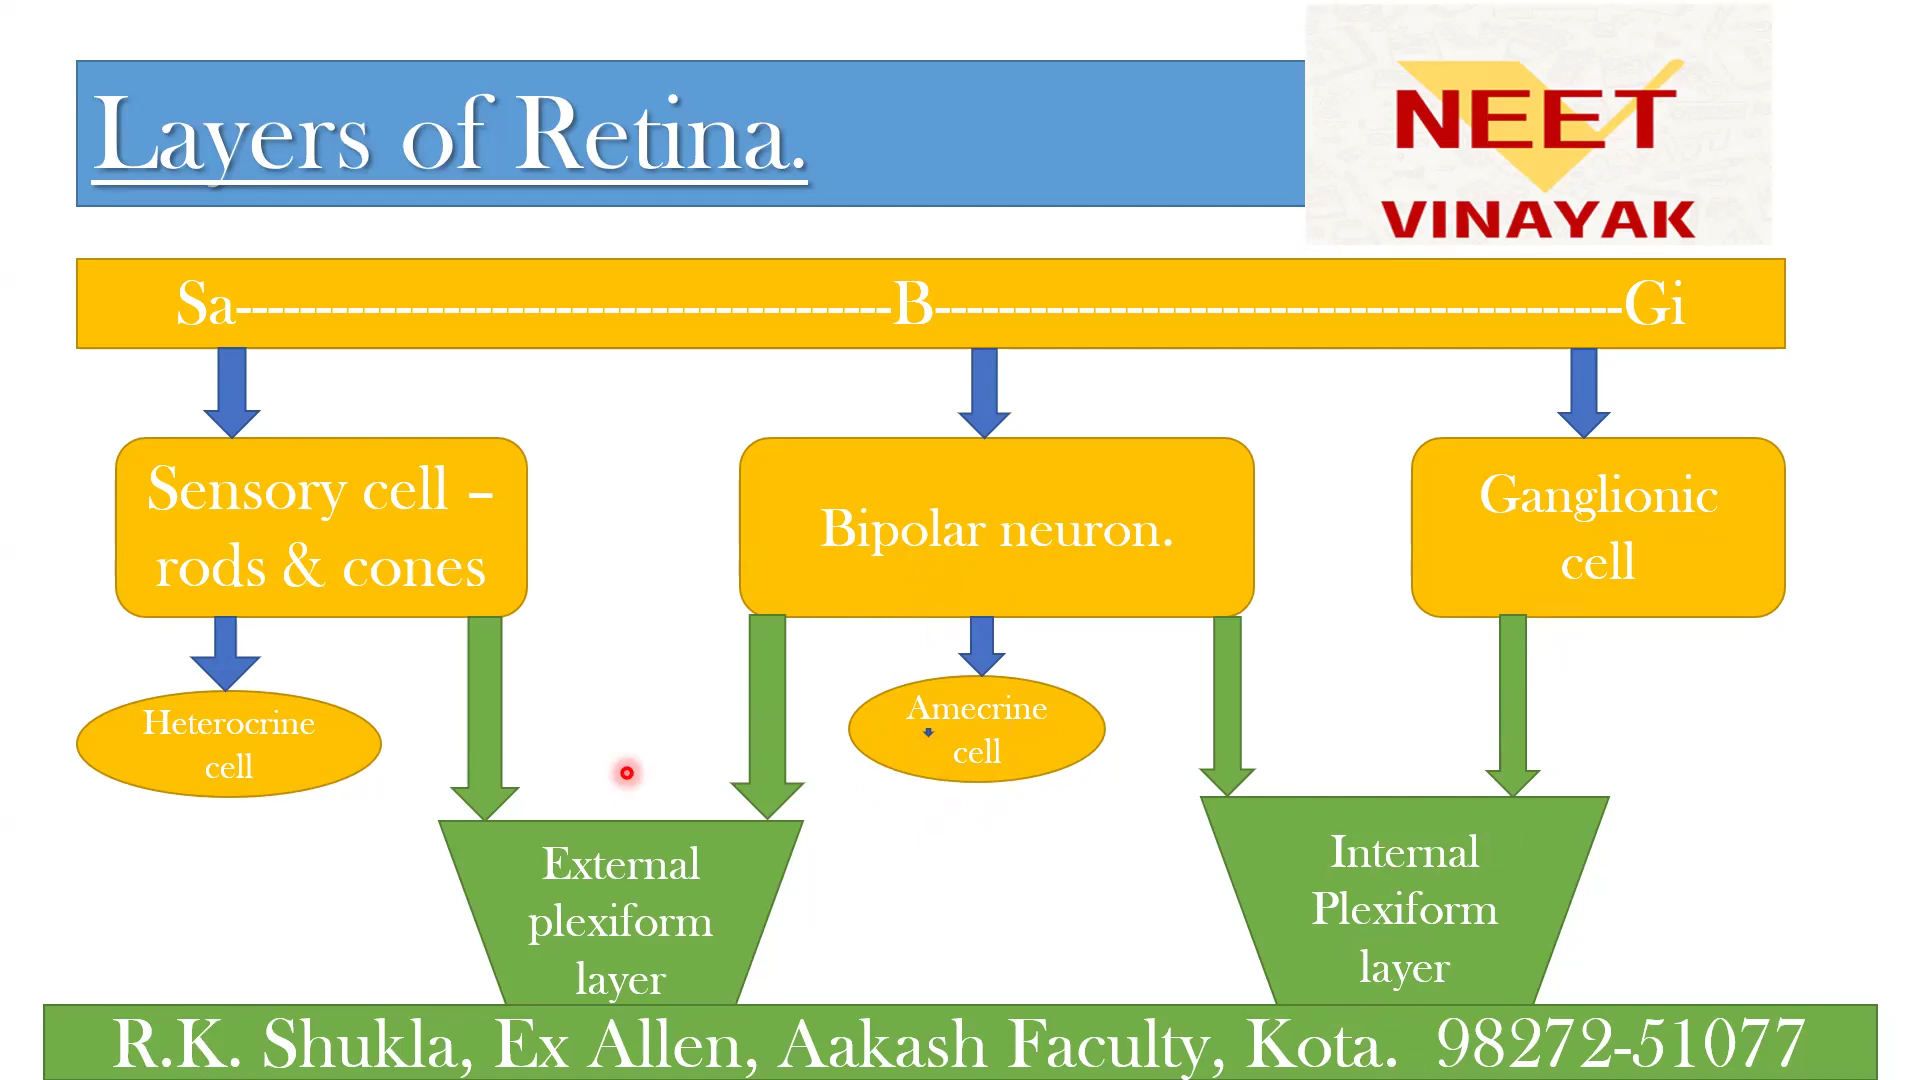 Layers of Retina.
NEET
VINAYAK
Sa-----------------------------------------B-------------------------------------------Gi
Sensory cell –
rods & cones
Bipolar neuron.
Ganglionic
cell
Heterocrine
cell
Amecrine
cell
External
plexiform
layer
Internal
Plexiform
layer
R.K. Shukla, Ex Allen, Aakash Faculty, Kota. 98272-51077